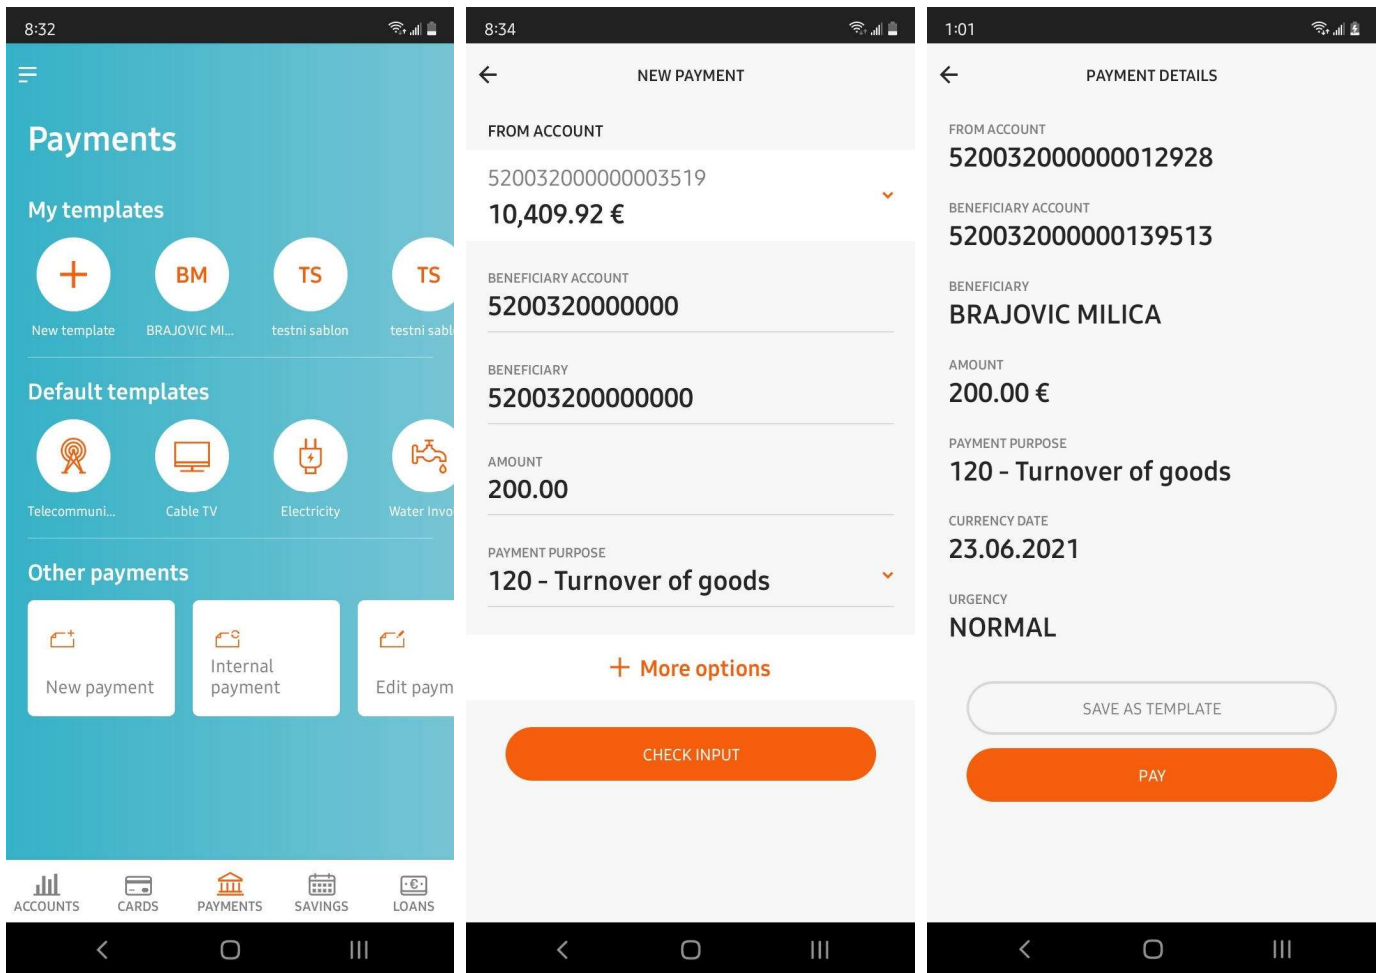 8:32
Payments
My templates
BM
TS
TS
New template
BRAJOVIC MI...
testni sablon
testni sabl
Default templates
Telecommuni...
Cable TV
Electricity
Water Invo
Other payments
New payment
Internal
payment
Edit paym
ACCOUNTS
CARDS
PAYMENTS
SAVINGS
LOANS
8:34
NEW PAYMENT
FROM ACCOUNT
520032000000003519
10,409.92 €
BENEFICIARY ACCOUNT
5200320000000
BENEFICIARY
52003200000000
AMOUNT
200.00
PAYMENT PURPOSE
120 - Turnover of goods
+ More options
CHECK INPUT
1:01
PAYMENT DETAILS
FROM ACCOUNT
520032000000012928
BENEFICIARY ACCOUNT
520032000000139513
BENEFICIARY
BRAJOVIC MILICA
AMOUNT
200.00 €
PAYMENT PURPOSE
120 - Turnover of goods
CURRENCY DATE
23.06.2021
URGENCY
NORMAL
SAVE AS TEMPLATE
PAY